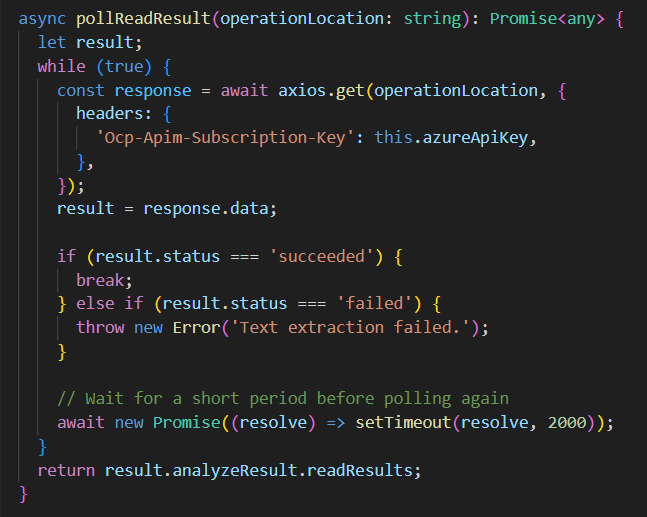 async pollReadResult(operationLocation: string): Promise<any> {
  let result;
  while (true) {
    const response = await axios.get(operationLocation, {
      headers: {
        'Ocp-Apim-Subscription-Key': this.azureApiKey,
      },
    });
    result = response.data;

    if (result.status === 'succeeded') {
      break;
    } else if (result.status === 'failed') {
      throw new Error('Text extraction failed.');
    }

    // Wait for a short period before polling again
    await new Promise((resolve) => setTimeout(resolve, 2000));
  }
  return result.analyzeResult.readResults;
}